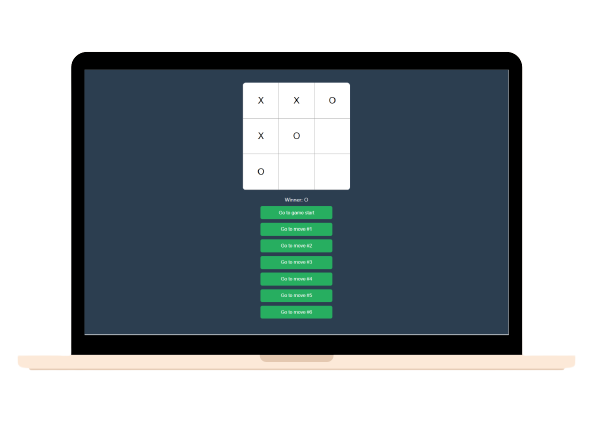 X X O
X O
O
Winner: O
Go to game start
Go to move #1
Go to move #2
Go to move #3
Go to move #4
Go to move #5
Go to move #6